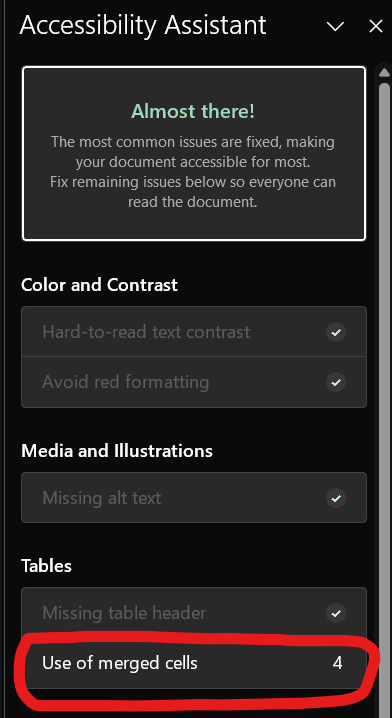 Accessibility Assistant
Almost there!
The most common issues are fixed, making
your document accessible for most.
Fix remaining issues below so everyone can
read the document.
Color and Contrast
Hard-to-read text contrast
Avoid red formatting
Media and Illustrations
Missing alt text
Tables
Missing table header
Use of merged cells 4